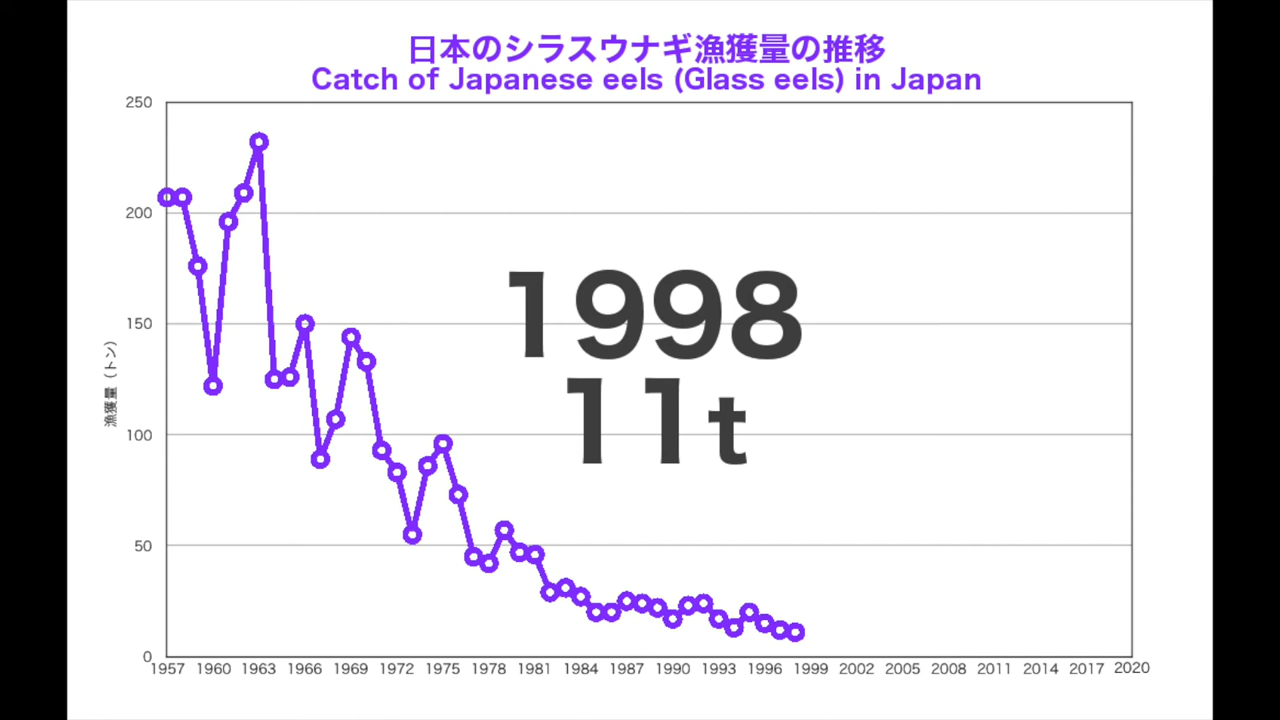 日本のシラスウナギ漁獲量の推移
Catch of Japanese eels (Glass eels) in Japan
250
200
150
100
50
0
漁獲量（トン）
1998
11t
1957 1960 1963 1966 1969 1972 1975 1978 1981 1984 1987 1990 1993 1996 1999 2002 2005 2008 2011 2014 2017 2020